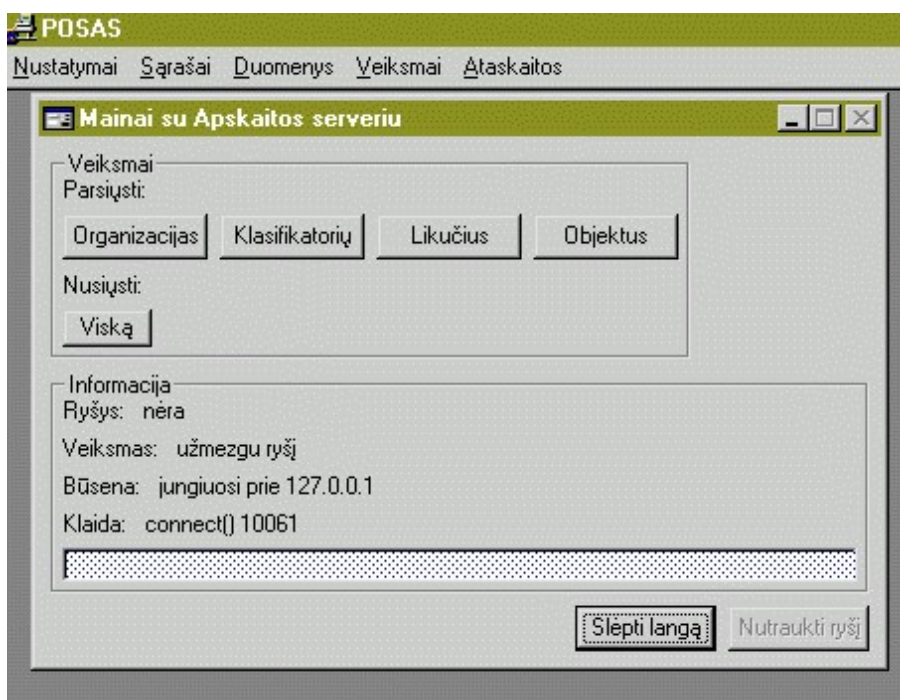 POSAS
Nustatymai Sąrašai Duomenys Veiksmai Ataskaitos
Mainai su Apskaitos serveriu
Veiksmai
Parsiųsti:
Organizacijas Klasifikatorių Likučius Objektus
Nusiųsti:
Viską
Informacija
Ryšys: nėra
Veiksmas: užmezgu ryšį
Būsena: jungiuosi prie 127.0.0.1
Klaida: connect() 10061
Slėpti langą Nutraukti ryšį